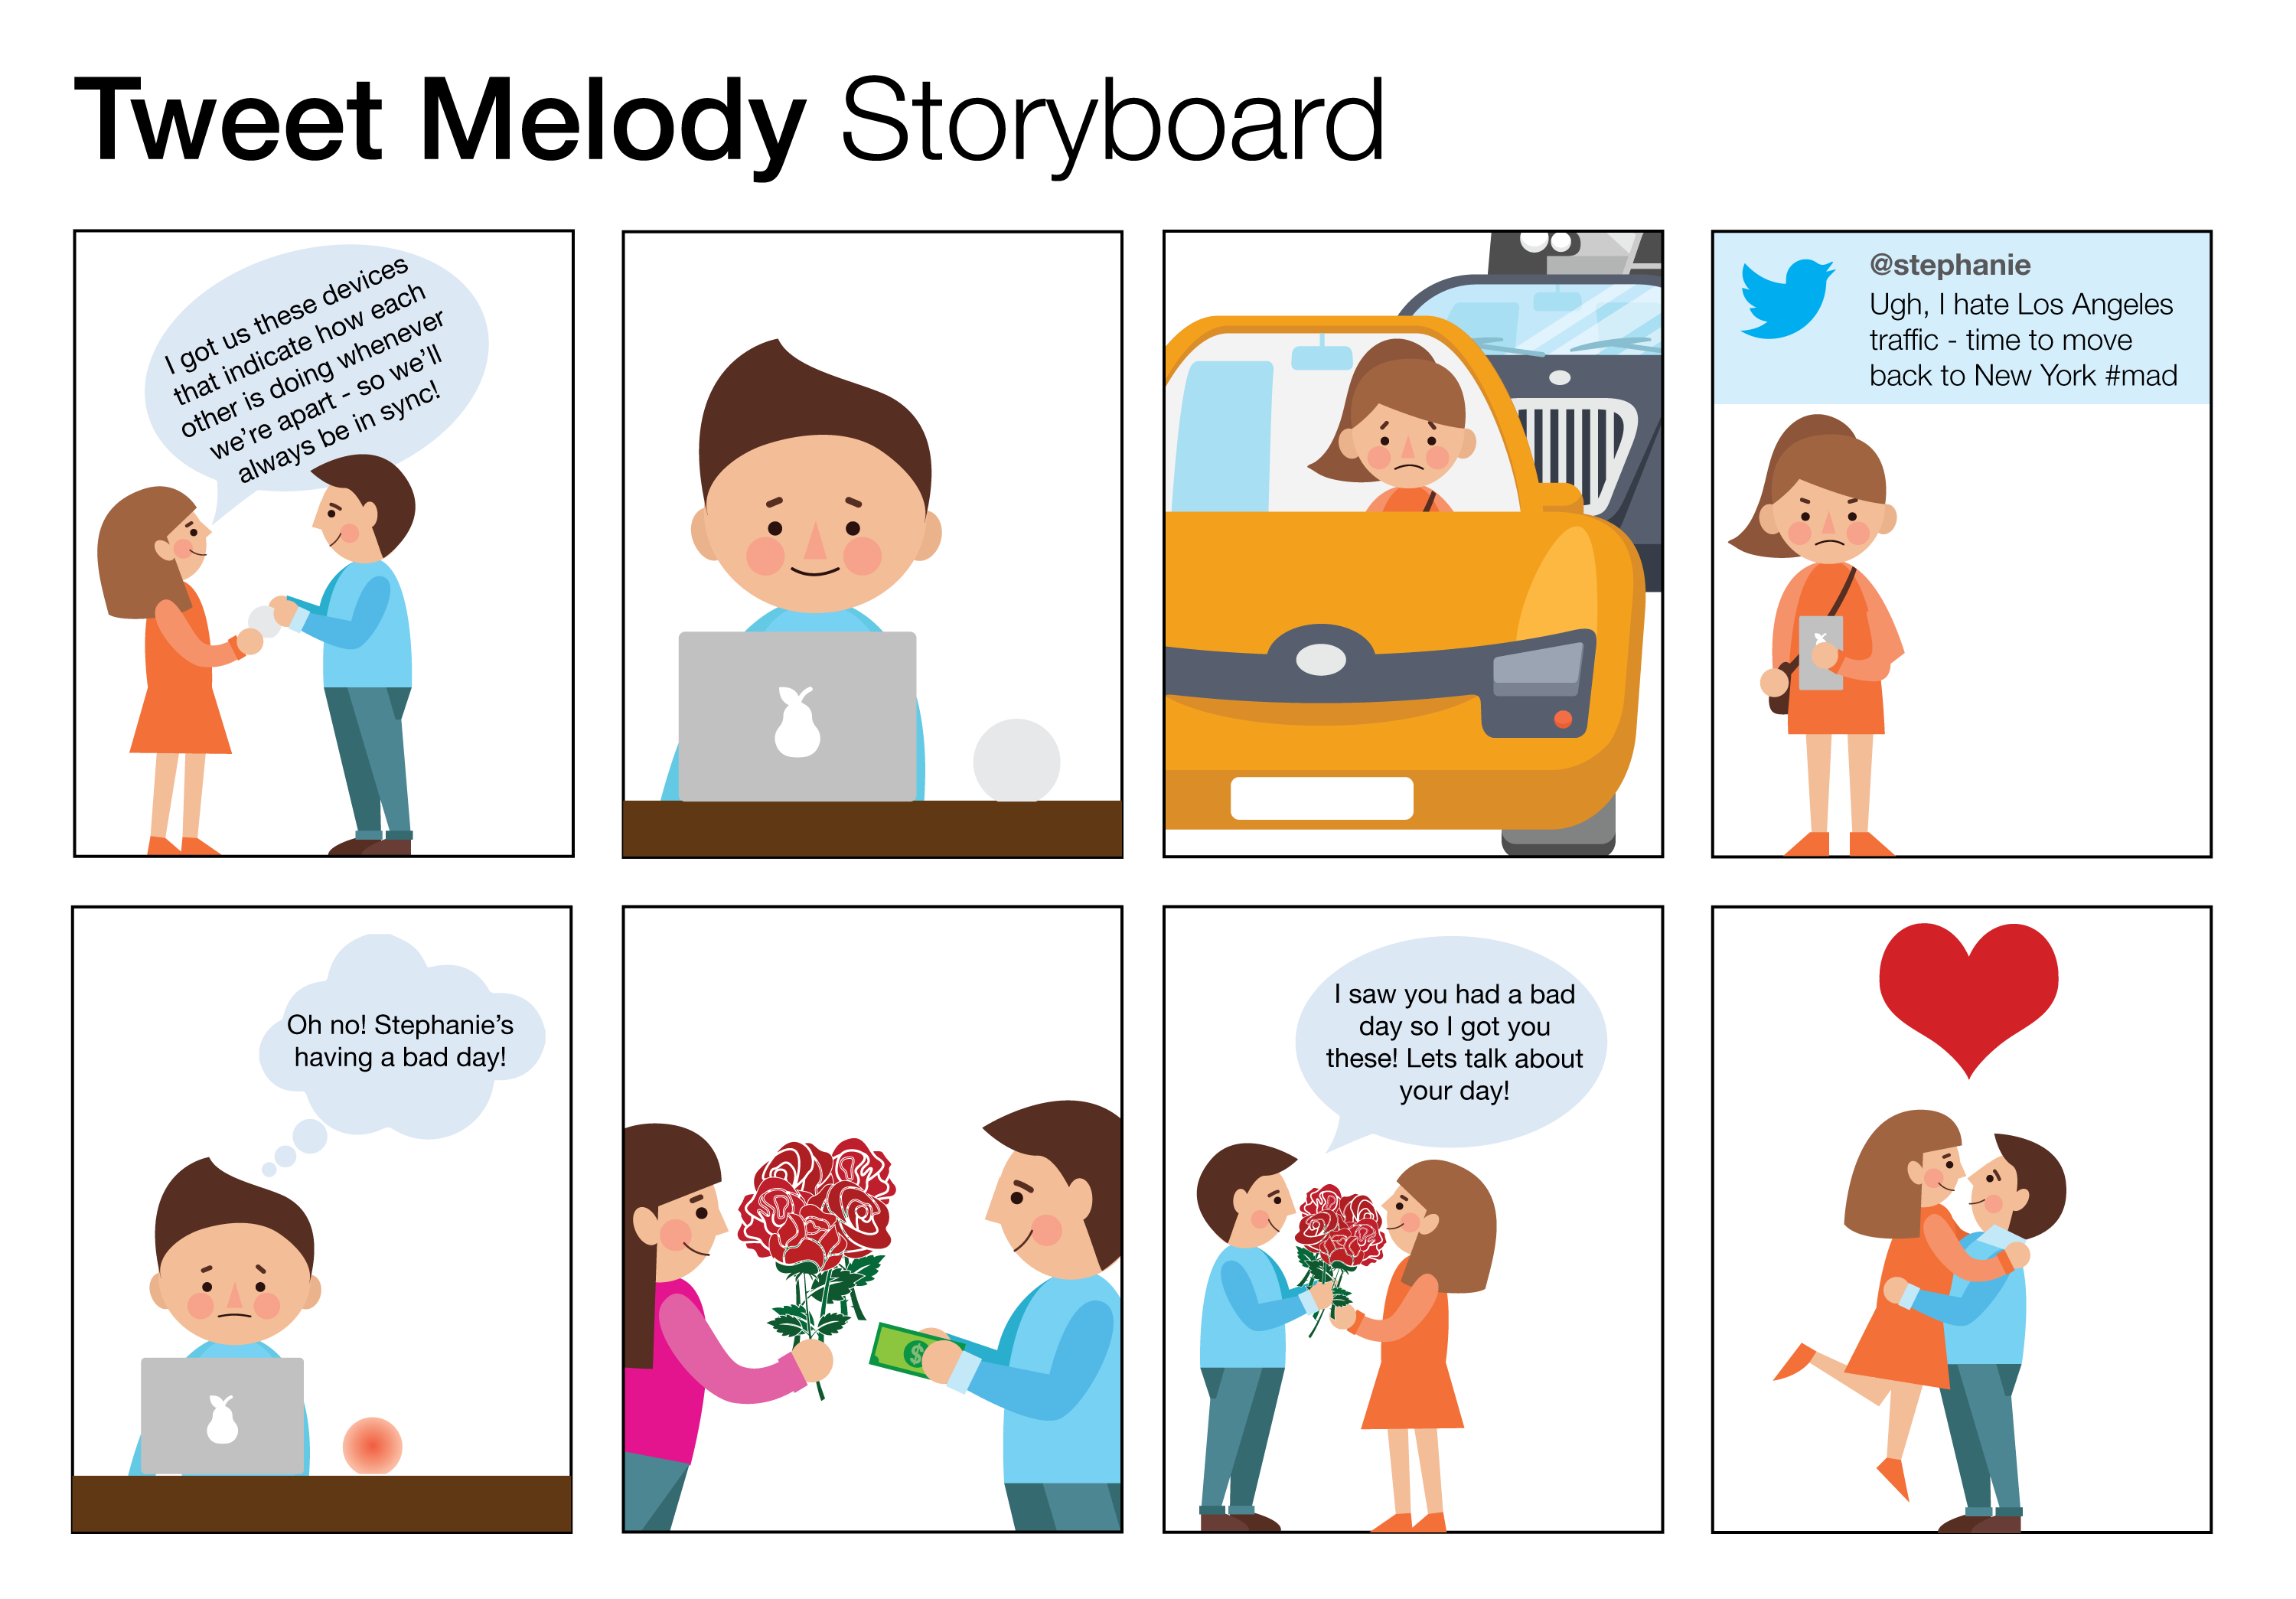 Tweet Melody Storyboard
I got us these devices
that indicate how each
other is doing whenever
we're apart - so we'll
always be in sync!
@stephanie
Ugh, I hate Los Angeles
traffic - time to move
back to New York #mad
Oh no! Stephanie's
having a bad day!
$
I saw you had a bad
day so I got you
these! Lets talk about
your day!